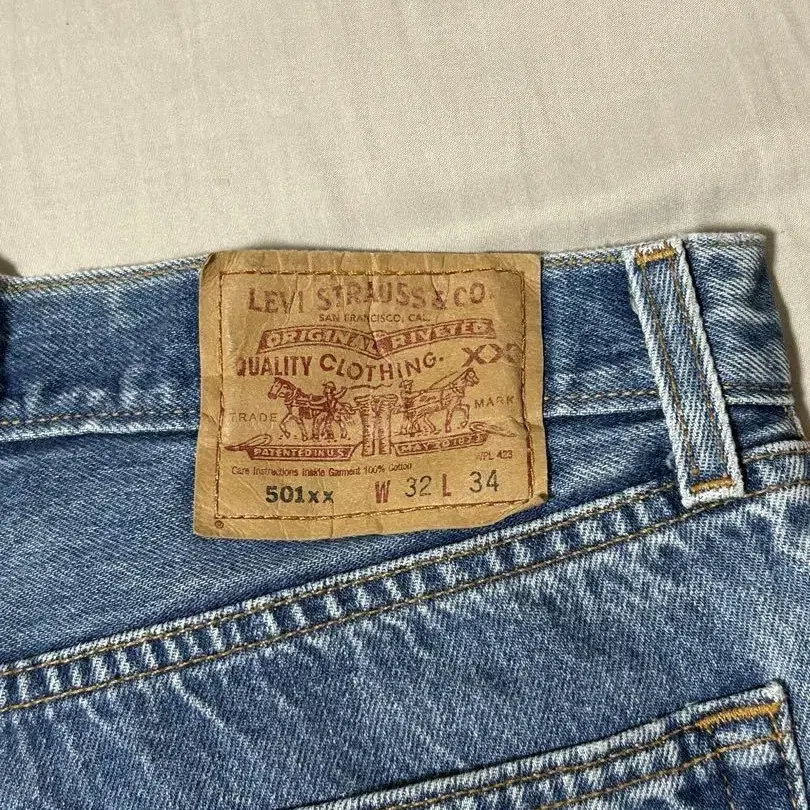 LEVI STRAUSS & CO.
SAN FRANCISCO, CAL.
ORIGINAL RIVETED
QUALITY CLOTHING. XX
TRADE MARK
PATENTED IN U.S. MAY 20 1873
WPL 423
Care Instructions Inside Garment 100% Cotton
501xx W 32 L 34